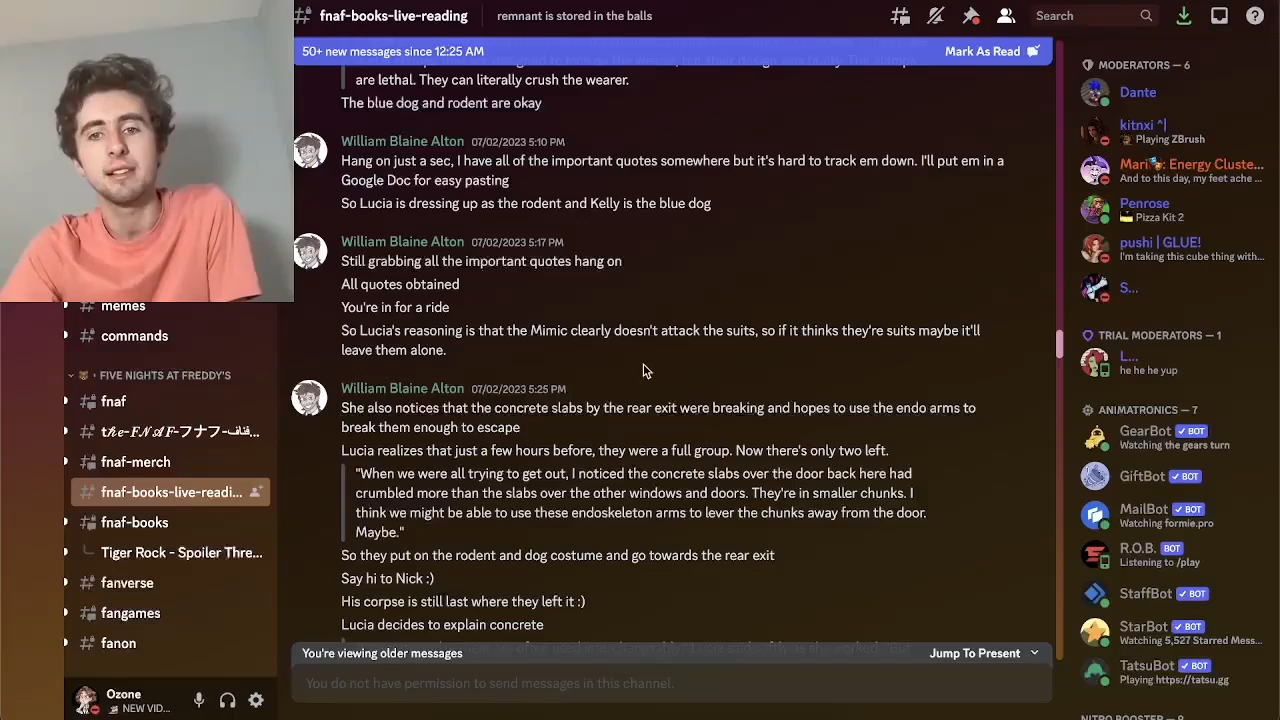 fnaf-books-live-reading
remnant is stored in the balls
Search
50+ new messages since 12:25 AM
Mark As Read
are lethal. They can literally crush the wearer.
The blue dog and rodent are okay
William Blaine Alton 07/02/2023 5:10 PM
Hang on just a sec, I have all of the important quotes somewhere but it's hard to track em down. I'll put em in a
Google Doc for easy pasting
So Lucia is dressing up as the rodent and Kelly is the blue dog
William Blaine Alton 07/02/2023 5:17 PM
Still grabbing all the important quotes hang on
All quotes obtained
You're in for a ride
So Lucia's reasoning is that the Mimic clearly doesn't attack the suits, so if it thinks they're suits maybe it'll
leave them alone.
William Blaine Alton 07/02/2023 5:25 PM
She also notices that the concrete slabs by the rear exit were breaking and hopes to use the endo arms to
break them enough to escape
Lucia realizes that just a few hours before, they were a full group. Now there's only two left.
"When we were all trying to get out, I noticed the concrete slabs over the door back here had
crumbled more than the slabs over the other windows and doors. They're in smaller chunks. I
think we might be able to use these endoskeleton arms to lever the chunks away from the door.
Maybe."
So they put on the rodent and dog costume and go towards the rear exit
Say hi to Nick :)
His corpse is still last where they left it :)
Lucia decides to explain concrete
You're viewing older messages
Jump To Present
You do not have permission to send messages in this channel.
memes
commands
FIVE NIGHTS AT FREDDY'S
fnaf
fnaf-merch
fnaf-books-live-readi...
fnaf-books
Tiger Rock - Spoiler Thre...
fanverse
fangames
fanon
Ozone
NEW VID...
MODERATORS — 6
Dante
kitnxi ^|
Playing ZBrush
Energy Cluste...
And to this day, my feet ache ...
Penrose
Pizza Kit 2
pushi | GLUE!
I'm taking this cube thing with...
S...
TRIAL MODERATORS — 1
L...
he he he yup
ANIMATRONICS — 7
GearBot BOT
Watching the gears turn
GiftBot BOT
MailBot BOT
Watching formie.pro
R.O.B. BOT
Listening to /play
StaffBot BOT
StarBot BOT
Watching 5,527 Starred Mess...
TatsuBot BOT
Playing https://tatsu.gg